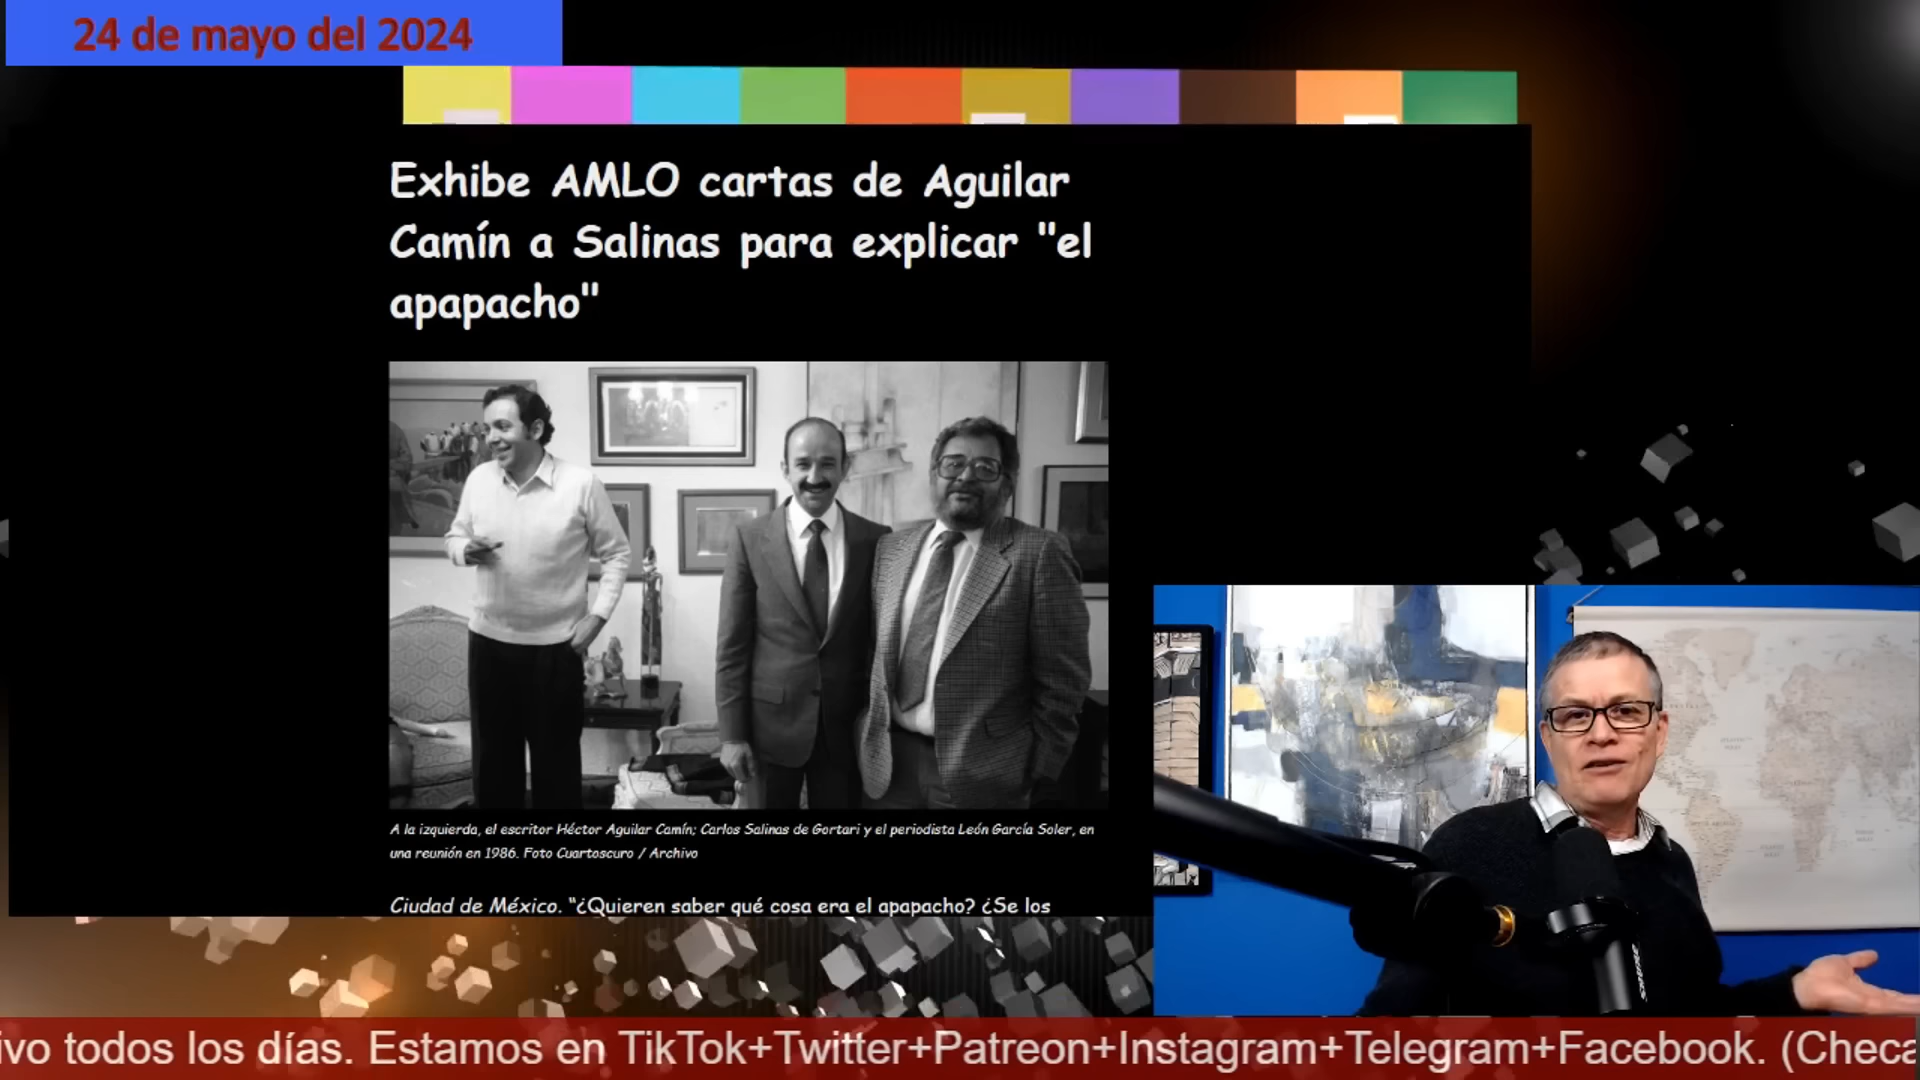 24 de mayo del 2024
Exhibe AMLO cartas de Aguilar
Camín a Salinas para explicar "el
apapacho"
A la izquierda, el escritor Héctor Aguilar Camín; Carlos Salinas de Gortari y el periodista León García Soler, en
una reunión en 1986. Foto Cuartoscuro / Archivo
Ciudad de México. "¿Quieren saber qué cosa era el apapacho? ¿Se los
ivo todos los días. Estamos en TikTok+Twitter+Patreon+Instagram+Telegram+Facebook. (Checa